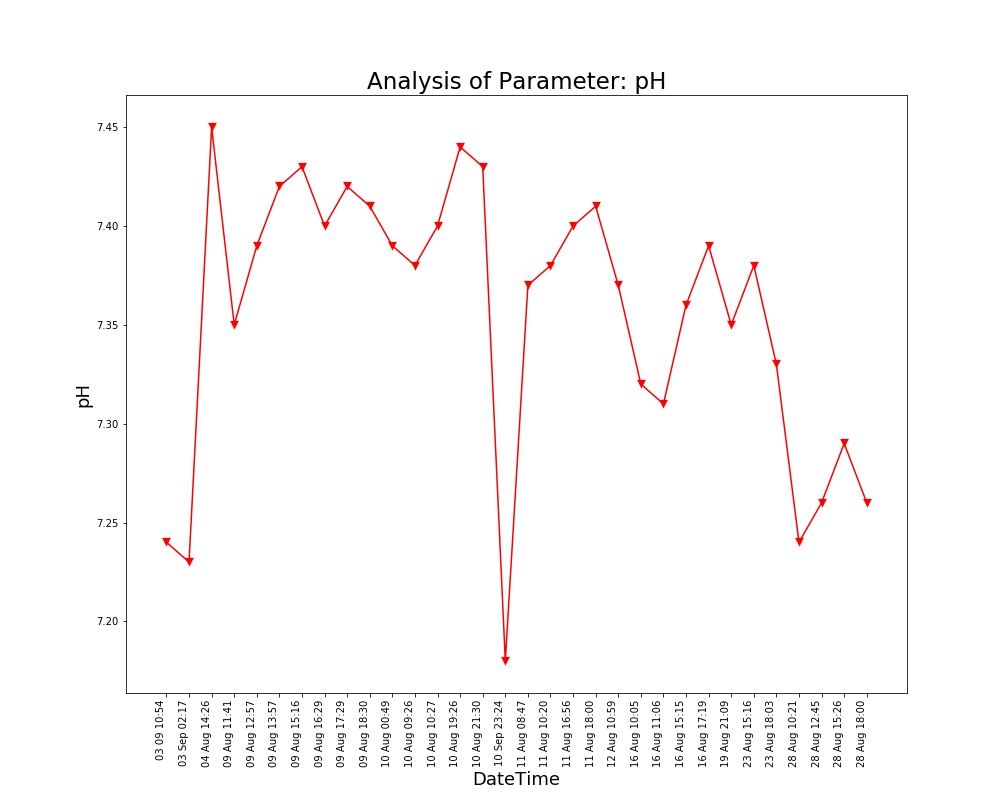 Analysis of Parameter: pH
7.45
7.40
7.35
7.30
7.25
7.20
pH
03 09 10:54
03 Sep 02:17
04 Aug 14:26
09 Aug 11:41
09 Aug 12:57
09 Aug 13:57
09 Aug 15:16
09 Aug 16:29
09 Aug 17:29
09 Aug 18:30
10 Aug 00:49
10 Aug 09:26
10 Aug 10:27
10 Aug 19:26
10 Aug 21:30
10 Sep 23:24
11 Aug 08:47
11 Aug 10:20
11 Aug 16:56
11 Aug 18:00
12 Aug 10:59
16 Aug 10:05
16 Aug 11:06
16 Aug 15:15
16 Aug 17:19
19 Aug 21:09
23 Aug 15:16
23 Aug 18:03
28 Aug 10:21
28 Aug 12:45
28 Aug 15:26
28 Aug 18:00
DateTime